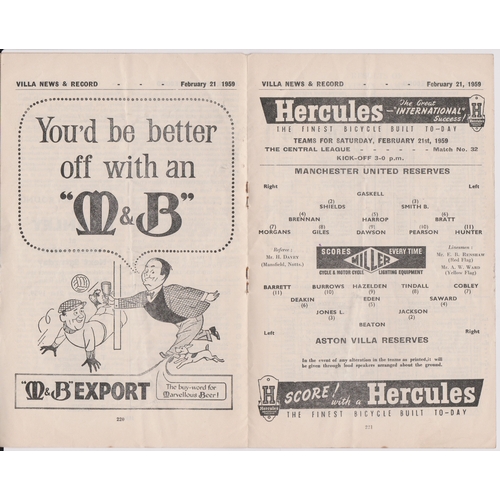 VILLA NEWS & RECORD - - - February 21 1959
You'd be better
off with an
"M&B"
"M&B" EXPORT
The buy-word for
Marvellous Beer!
220
VILLA NEWS & RECORD - - - February 21, 1959
Hercules
The Great
"INTERNATIONAL"
Success!
THE FINEST BICYCLE BUILT TO-DAY
TEAMS FOR SATURDAY, FEBRUARY 21st, 1959
THE CENTRAL LEAGUE - - - Match No. 32
KICK-OFF 3-0 p.m.
MANCHESTER UNITED RESERVES
Right Left
GASKELL
(2) (3)
SHIELDS SMITH B.
(4) (5) (6)
BRENNAN HARROP BRATT
(7) (8) (9) (10) (11)
MORGANS GILES DAWSON PEARSON HUNTER
Referee:
Mr. H. DAVEY
(Mansfield, Notts.)
SCORES EVERY TIME
MILLER
CYCLE & MOTOR CYCLE LIGHTING EQUIPMENT
Linesmen:
Mr. E. B. RENSHAW
(Red Flag)
Mr. A. W. WARD
(Yellow Flag)
BARRETT BURROWS HAZELDEN TINDALL COBLEY
(11) (10) (9) (8) (7)
DEAKIN EDEN SAWARD
(6) (5) (4)
JONES L. JACKSON
(3) (2)
BEATON
Left Right
ASTON VILLA RESERVES
In the event of any alteration in the teams as printed, it will
be given through loud speakers arranged about the ground.
H
Hercules
SCORE! with a Hercules
THE FINEST BICYCLE BUILT TO-DAY
221